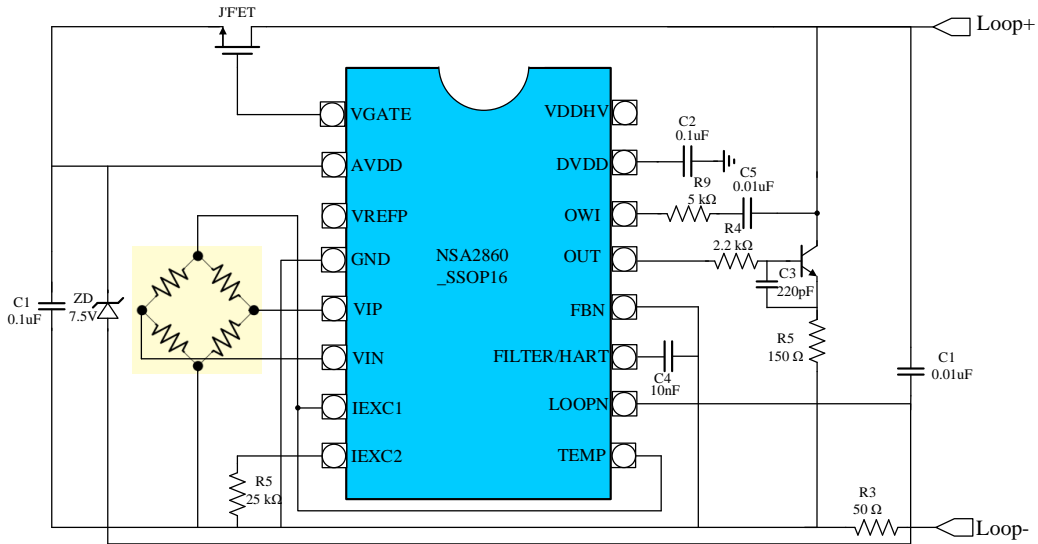 J'F'ET
Loop+
VGATE
VDDHV
C2
0.1uF
AVDD
DVDD
R9
5 kΩ
C5
0.01uF
VREFP
OWI
R4
2.2 kΩ
GND
NSA2860
_SSOP16
OUT
C3
220pF
C1
0.1uF
ZD
7.5V
VIP
FBN
R5
150 Ω
VIN
FILTER/HART
C4
10nF
C1
0.01uF
IEXC1
LOOPN
IEXC2
TEMP
R5
25 kΩ
R3
50 Ω
Loop-